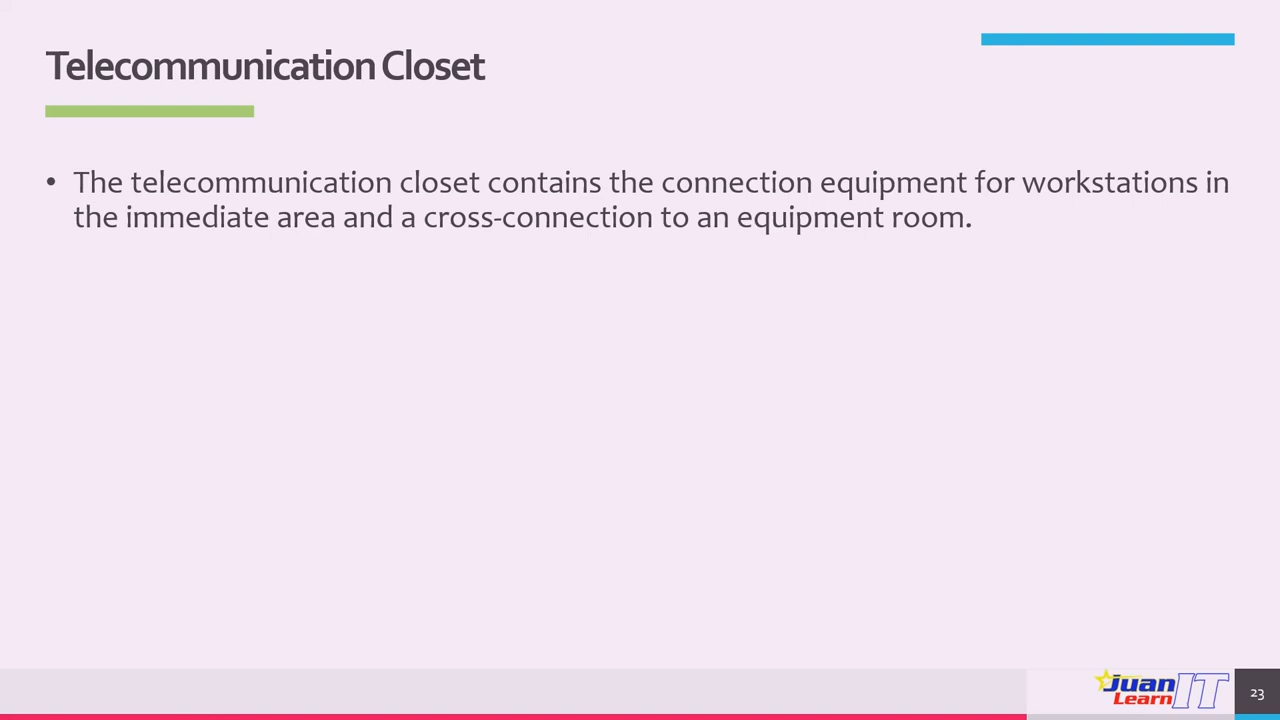 Telecommunication Closet
• The telecommunication closet contains the connection equipment for workstations in
the immediate area and a cross-connection to an equipment room.
Juan
Learn IT
23